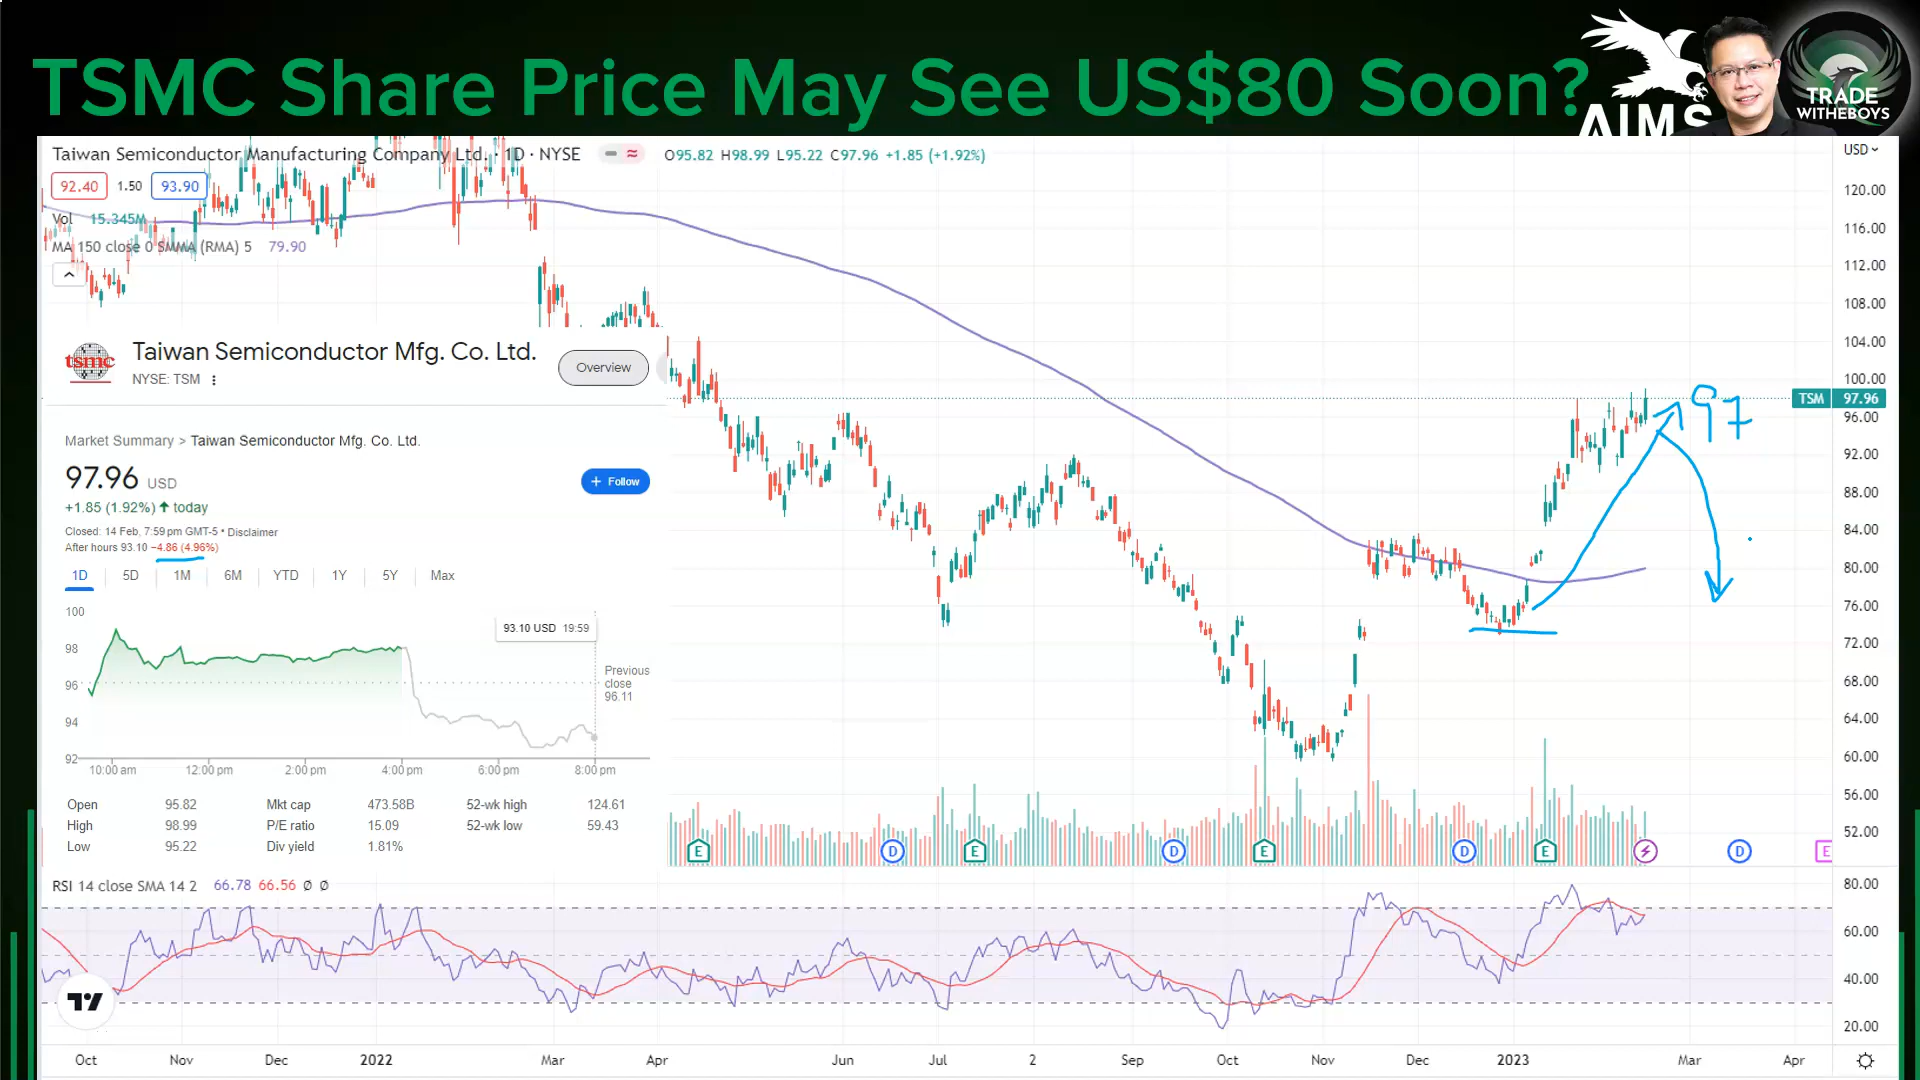 TSMC Share Price May See US$80 Soon?
AIMS
TRADE
WITHEBOYS
Taiwan Semiconductor Manufacturing Company Ltd. · 1D · NYSE O95.82 H98.99 L95.22 C97.96 +1.85 (+1.92%)
USD
92.40 1.50 93.90
Vol 15.345M
MA 150 close 0 SMMA (RMA) 5 79.90
120.00
116.00
112.00
108.00
104.00
100.00
TSM 97.96
96.00
92.00
88.00
84.00
80.00
76.00
72.00
68.00
64.00
60.00
56.00
52.00
97
tsmc
Taiwan Semiconductor Mfg. Co. Ltd.
NYSE: TSM
Overview
Market Summary > Taiwan Semiconductor Mfg. Co. Ltd.
97.96 USD
+ Follow
+1.85 (1.92%) ↑ today
Closed: 14 Feb, 7:59 pm GMT-5 • Disclaimer
After hours 93.10 −4.86 (4.96%)
1D 5D 1M 6M YTD 1Y 5Y Max
100
98
96
94
92
93.10 USD 19:59
Previous
close
96.11
10:00 am 12:00 pm 2:00 pm 4:00 pm 6:00 pm 8:00 pm
Open 95.82 Mkt cap 473.58B 52-wk high 124.61
High 98.99 P/E ratio 15.09 52-wk low 59.43
Low 95.22 Div yield 1.81%
E D E D E D E D E
RSI 14 close SMA 14 2 66.78 66.56 Ø Ø
80.00
60.00
40.00
20.00
Oct Nov Dec 2022 Mar Apr Jun Jul 2 Sep Oct Nov Dec 2023 Mar Apr